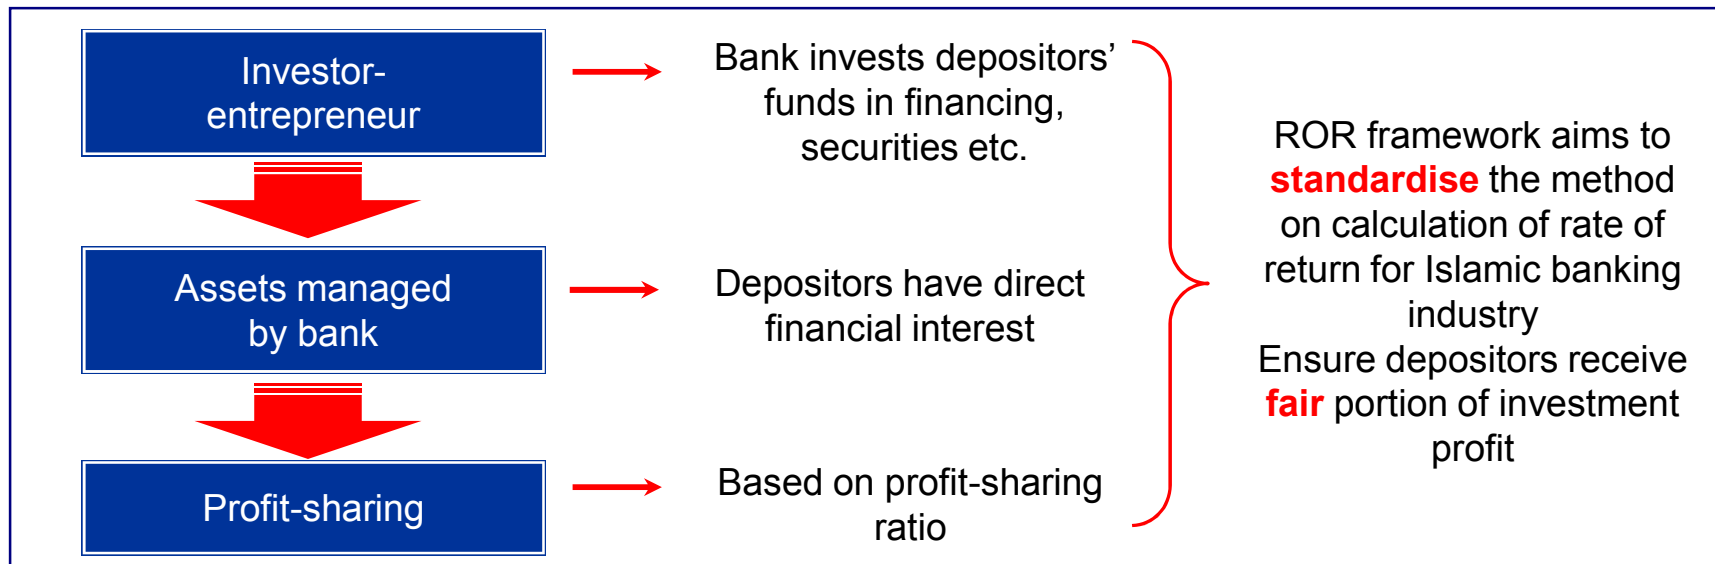 Investor-
entrepreneur
Bank invests depositors’
funds in financing,
securities etc.
Assets managed
by bank
Depositors have direct
financial interest
Profit-sharing
Based on profit-sharing
ratio
ROR framework aims to
standardise the method
on calculation of rate of
return for Islamic banking
industry
Ensure depositors receive
fair portion of investment
profit